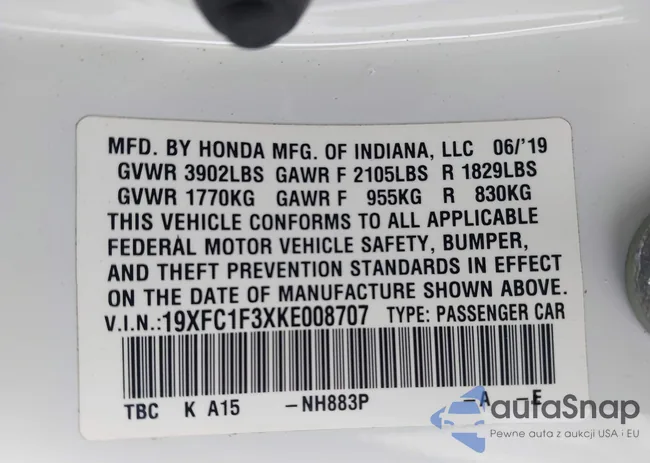 MFD. BY HONDA MFG. OF INDIANA, LLC 06/'19
GVWR 3902LBS GAWR F 2105LBS R 1829LBS
GVWR 1770KG GAWR F 955KG R 830KG
THIS VEHICLE CONFORMS TO ALL APPLICABLE
FEDERAL MOTOR VEHICLE SAFETY, BUMPER,
AND THEFT PREVENTION STANDARDS IN EFFECT
ON THE DATE OF MANUFACTURE SHOWN ABOVE.
V.I.N.:19XFC1F3XKE008707 TYPE: PASSENGER CAR
TBC K A15 -NH883P -A -E
autaSnap
Pewne auta z aukcji USA i EU